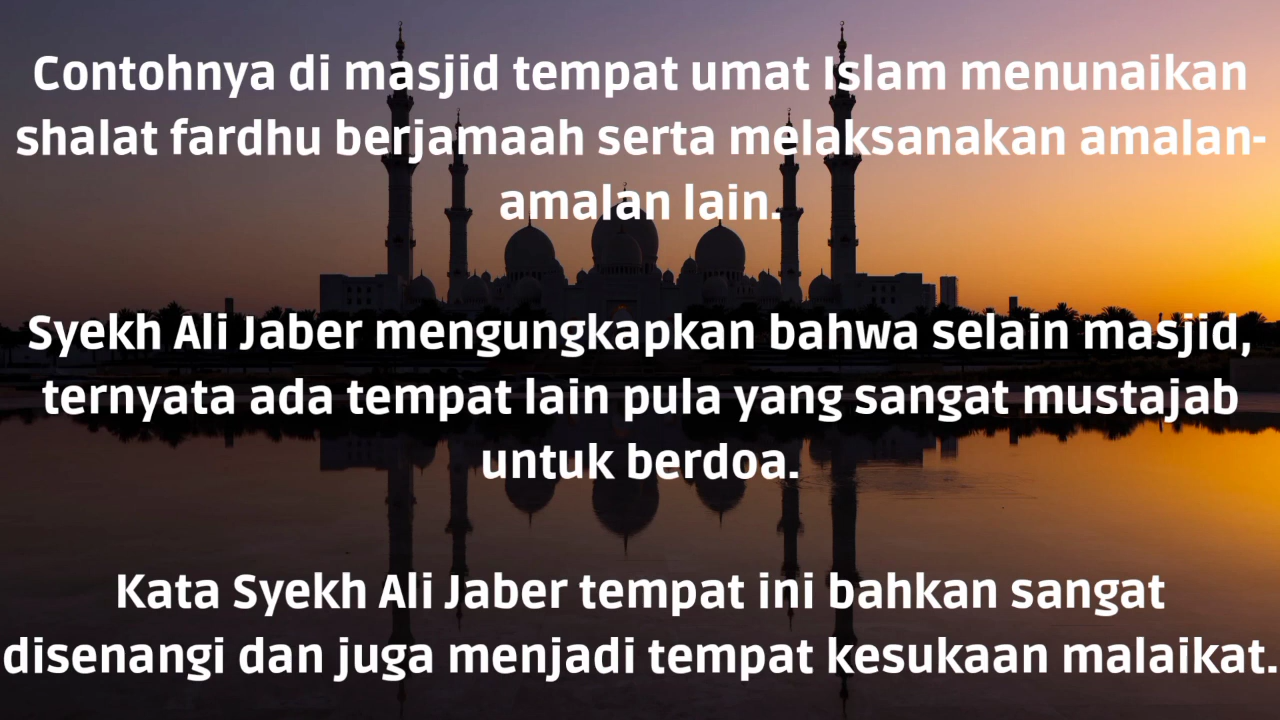 Contohnya di masjid tempat umat Islam menunaikan
shalat fardhu berjamaah serta melaksanakan amalan-
amalan lain.
Syekh Ali Jaber mengungkapkan bahwa selain masjid,
ternyata ada tempat lain pula yang sangat mustajab
untuk berdoa.
Kata Syekh Ali Jaber tempat ini bahkan sangat
disenangi dan juga menjadi tempat kesukaan malaikat.